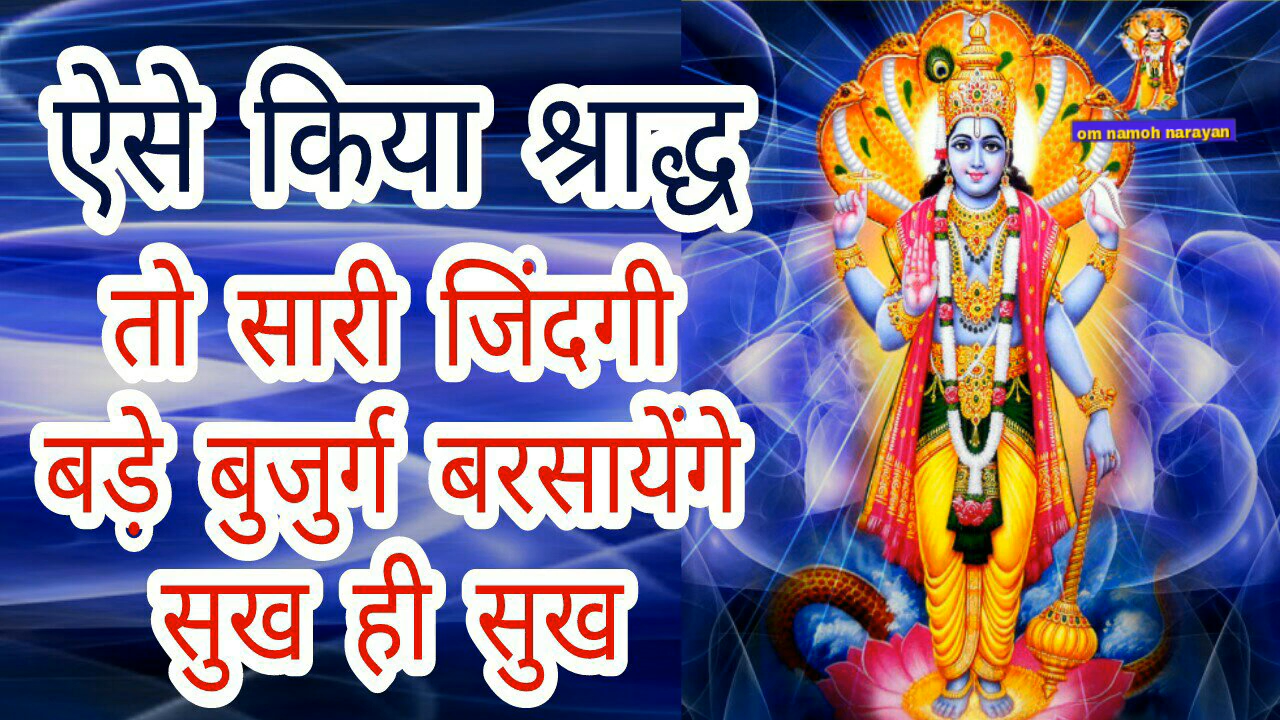 ऐसे किया श्राद्ध
तो सारी जिंदगी
बड़े बुजुर्ग बरसायेंगे
सुख ही सुख
om namoh narayan